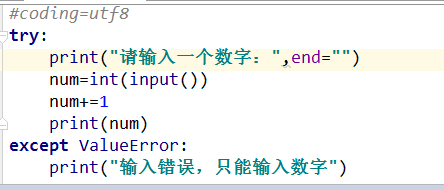 #coding=utf8
try:
    print("请输入一个数字：",end="")
    num=int(input())
    num+=1
    print(num)
except ValueError:
    print("输入错误，只能输入数字")